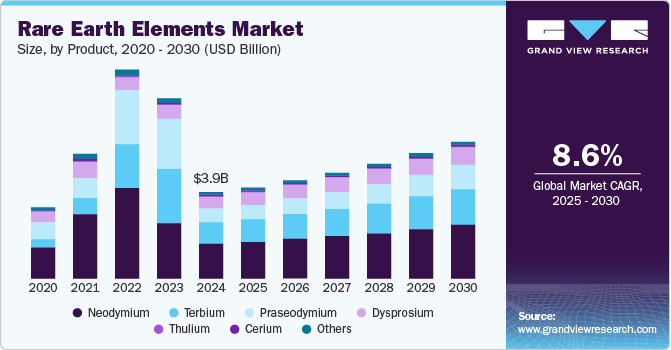 Rare Earth Elements Market
Size, by Product, 2020 - 2030 (USD Billion)
$3.9B
2020 2021 2022 2023 2024 2025 2026 2027 2028 2029 2030
Neodymium Terbium Praseodymium Dysprosium
Thulium Cerium Others
GRAND VIEW RESEARCH
8.6%
Global Market CAGR,
2025 - 2030
Source:
www.grandviewresearch.com